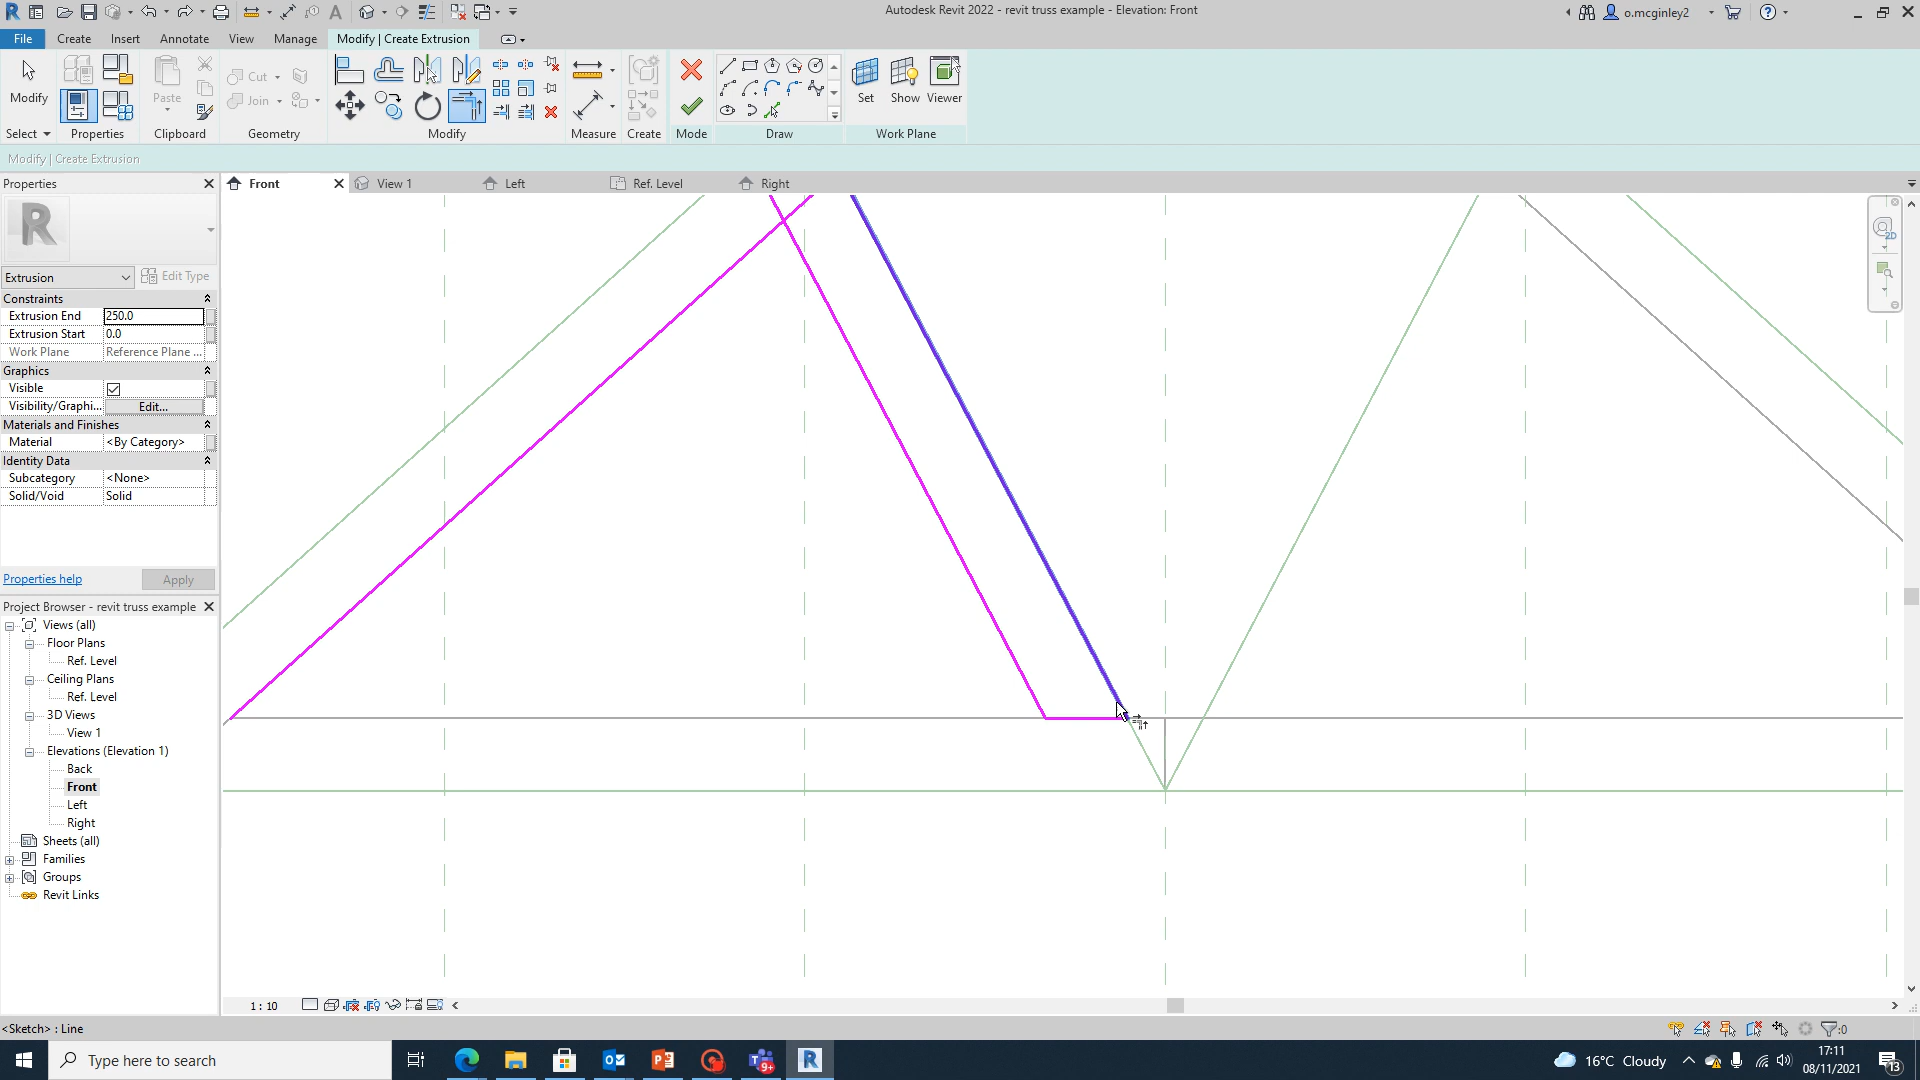 Autodesk Revit 2022 - revit truss example - Elevation: Front
o.mcginley2
File
Create
Insert
Annotate
View
Manage
Modify | Create Extrusion
Modify
Paste
Cut
Join
Set
Show
Viewer
Select
Properties
Clipboard
Geometry
Modify
Measure
Create
Mode
Draw
Work Plane
Modify | Create Extrusion
Properties
Front
View 1
Left
Ref. Level
Right
R
2D
Extrusion
Edit Type
Constraints
Extrusion End 250.0
Extrusion Start 0.0
Work Plane Reference Plane ...
Graphics
Visible
Visibility/Graphi... Edit...
Materials and Finishes
Material <By Category>
Identity Data
Subcategory <None>
Solid/Void Solid
Properties help
Apply
Project Browser - revit truss example
Views (all)
Floor Plans
Ref. Level
Ceiling Plans
Ref. Level
3D Views
View 1
Elevations (Elevation 1)
Back
Front
Left
Right
Sheets (all)
Families
Groups
Revit Links
1 : 10
<Sketch> : Line
:0
Type here to search
9+
16°C Cloudy
17:11
08/11/2021
13